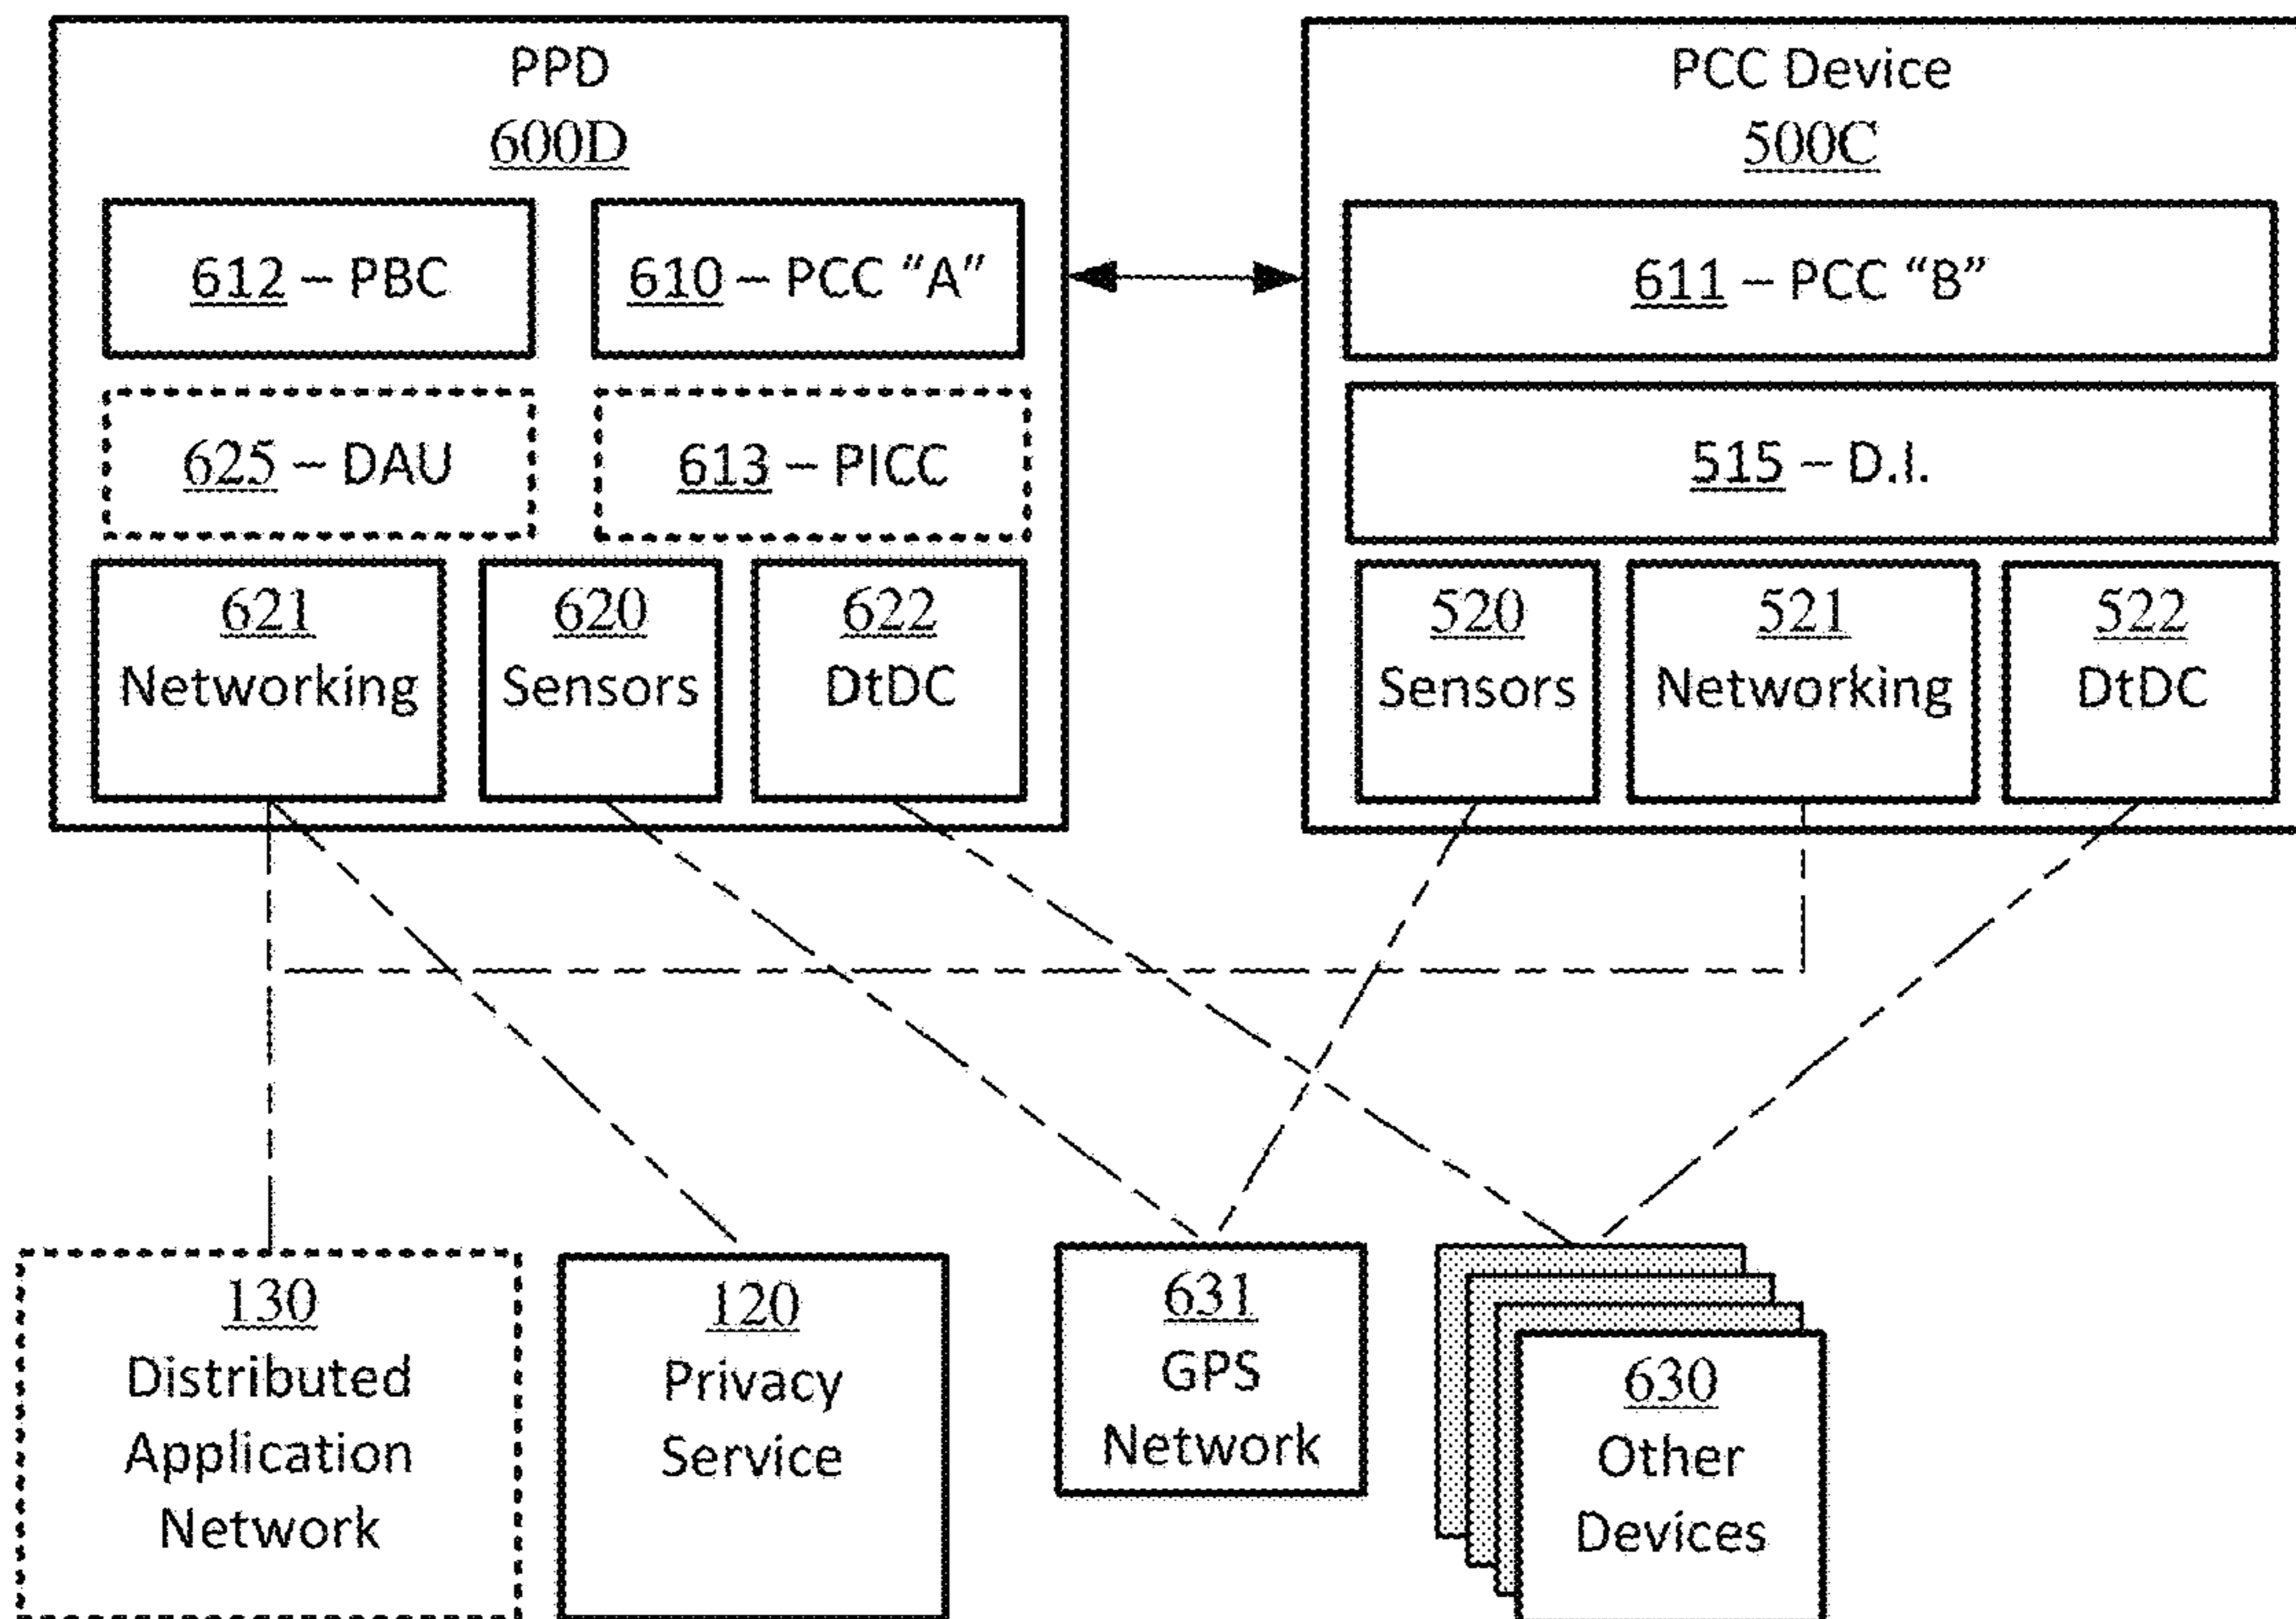 PPD
600D
612 – PBC
610 – PCC “A”
625 – DAU
613 – PICC
621
Networking
620
Sensors
622
DtDC
PCC Device
500C
611 – PCC “B”
515 – D.I.
520
Sensors
521
Networking
522
DtDC
130
Distributed
Application
Network
120
Privacy
Service
631
GPS
Network
630
Other
Devices